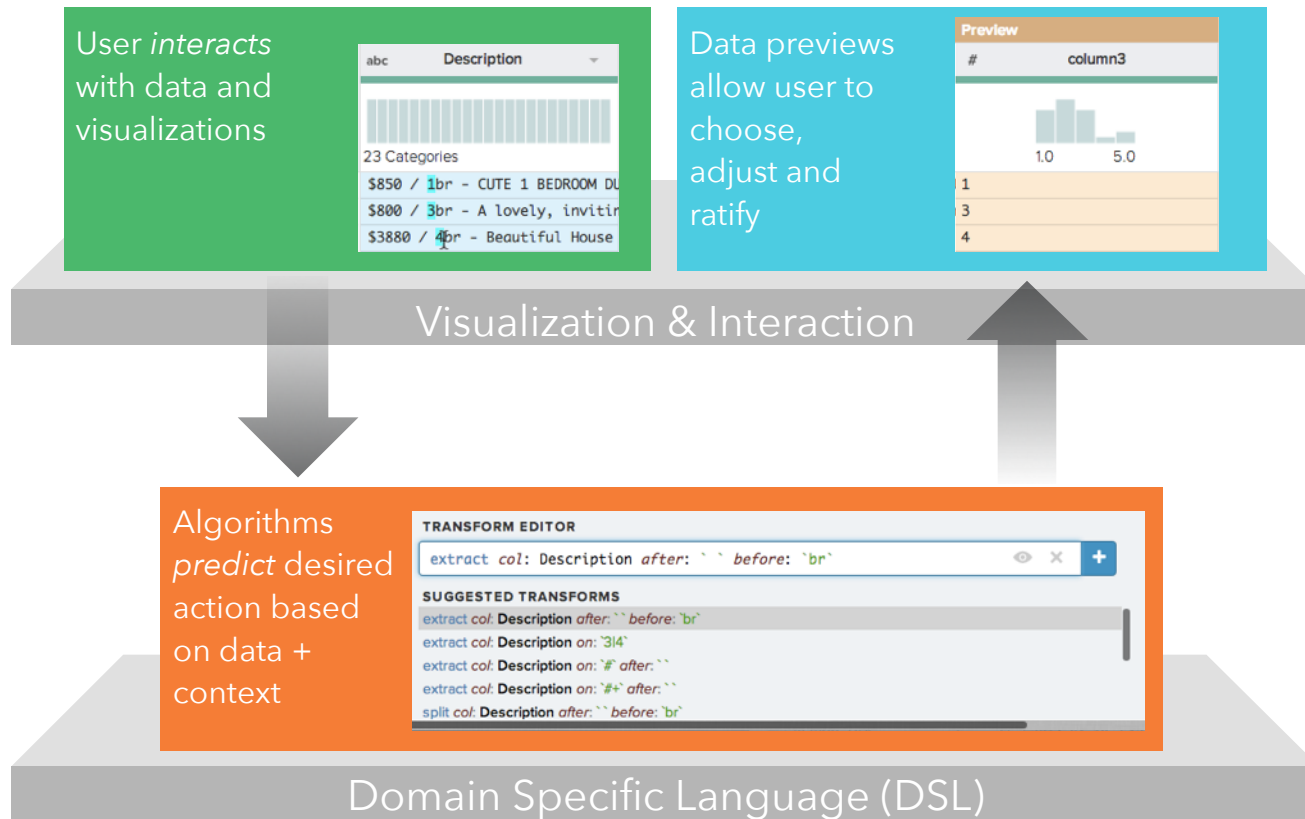 User interacts
with data and
visualizations
abc Description
23 Categories
$850 / 1br – CUTE 1 BEDROOM DU
$800 / 3br – A lovely, invitin
$3880 / 4br – Beautiful House
Data previews
allow user to
choose,
adjust and
ratify
Preview
# column3
1.0 5.0
1
3
4
Visualization & Interaction
Algorithms
predict desired
action based
on data +
context
TRANSFORM EDITOR
extract col: Description after: ` ` before: `br`
+
SUGGESTED TRANSFORMS
extract col: Description after: ` ` before: `br`
extract col: Description on: `3|4`
extract col: Description on: `#` after: ` `
extract col: Description on: `#+` after: ` `
split col: Description after: ` ` before: `br`
Domain Specific Language (DSL)